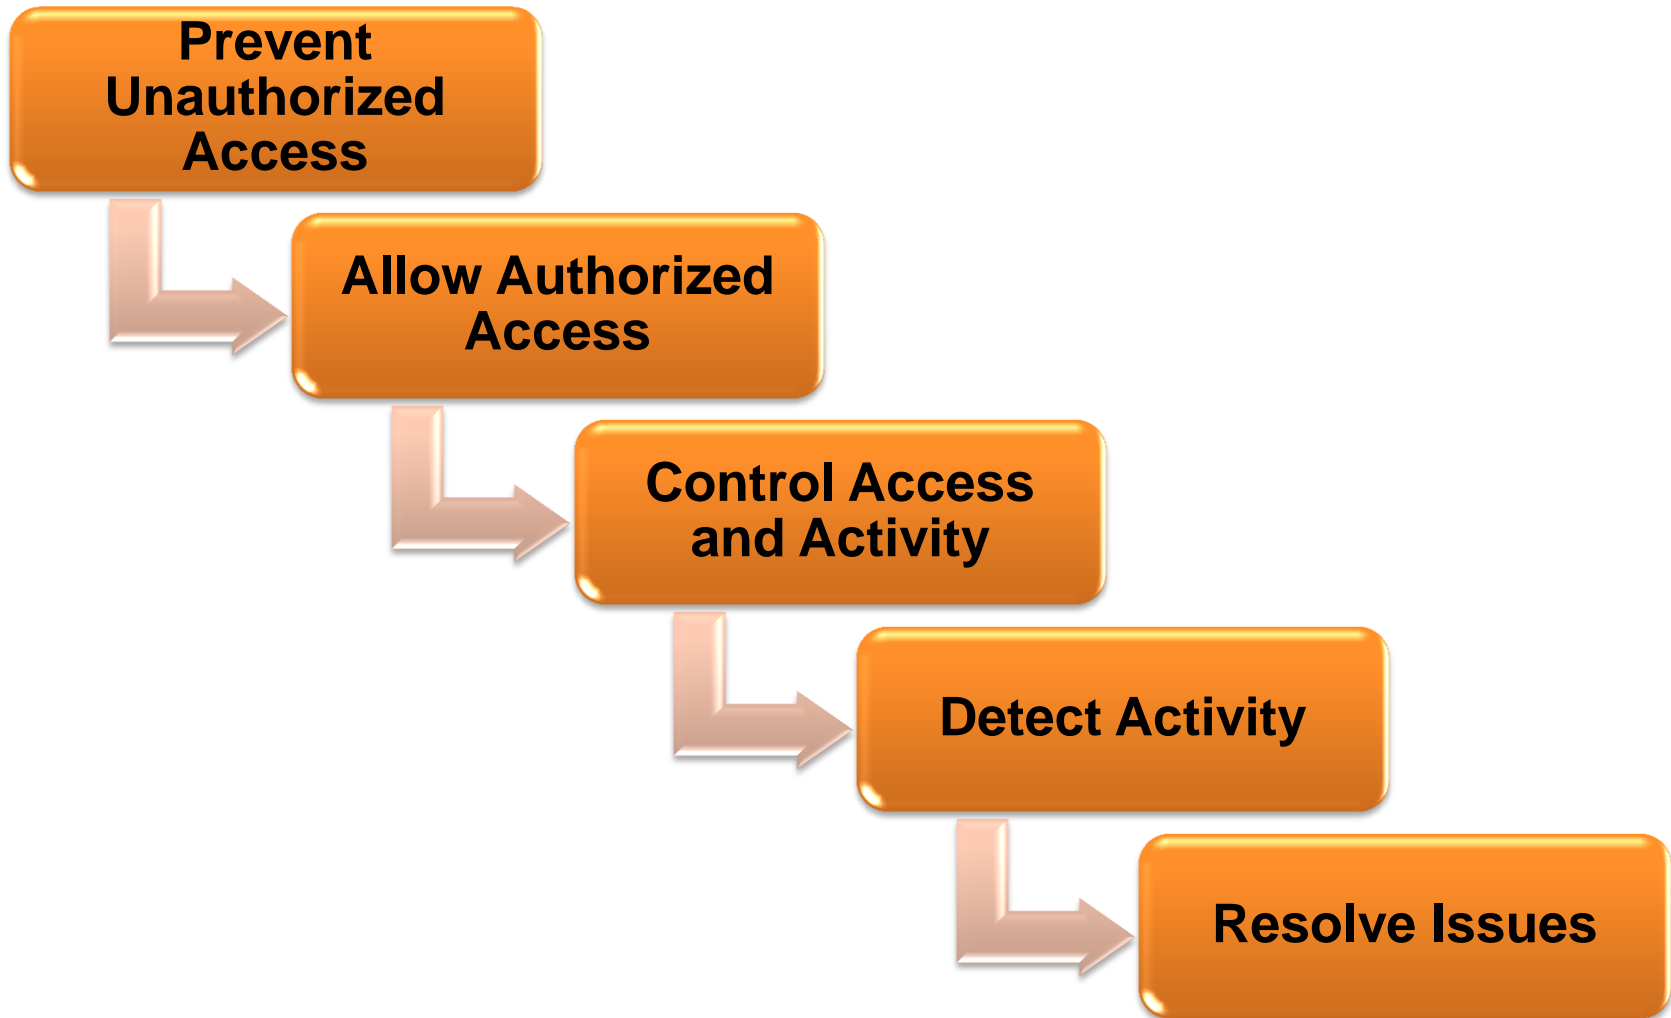 Prevent
Unauthorized
Access
Allow Authorized
Access
Control Access
and Activity
Detect Activity
Resolve Issues